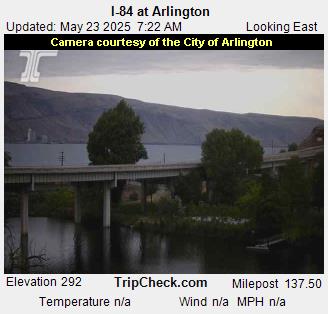 I-84 at Arlington
Updated: May 23 2025 7:22 AM Looking East
Camera courtesy of the City of Arlington
Elevation 292 TripCheck.com Milepost 137.50
Temperature n/a Wind n/a MPH n/a